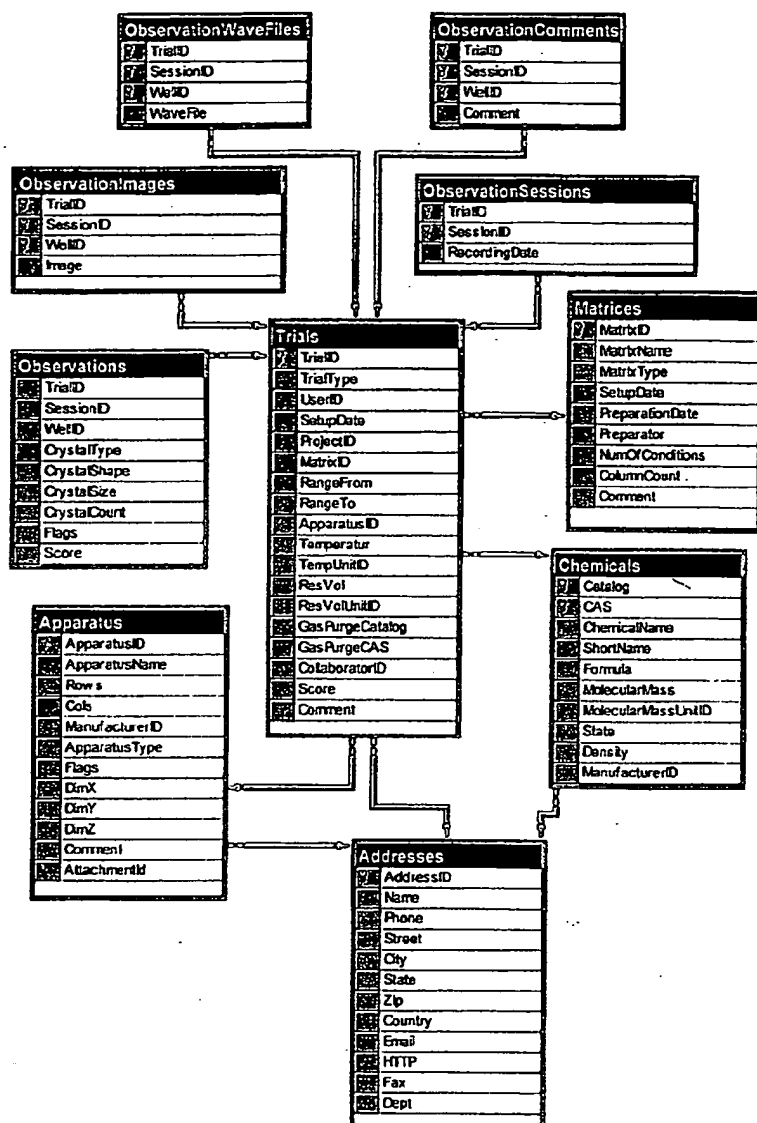 ObservationWaveFiles
TrialID
SessionID
WellID
WaveFile
ObservationComments
TrialID
SessionID
WellID
Comment
ObservationImages
TrialID
SessionID
WellID
Image
ObservationSessions
TrialID
SessionID
RecordingDate
Trials
TrialID
TrialType
UserID
SetupDate
ProjectID
MatrixID
RangeFrom
RangeTo
ApparatusID
Temperatur
TempUnitID
ResVol
ResVolUnitID
GasPurgeCatalog
GasPurgeCAS
CollaboratorID
Score
Comment
Matrices
MatrixID
MatrixName
MatrixType
SetupDate
PreparationDate
Preparator
NumOfConditions
ColumnCount
Comment
Observations
TrialID
SessionID
WellID
CrystalType
CrystalShape
CrystalSize
CrystalCount
Flags
Score
Chemicals
Catalog
CAS
ChemicalName
ShortName
Formula
MolecularMass
MolecularMassUnitID
State
Density
ManufacturerID
Apparatus
ApparatusID
ApparatusName
Rows
Cols
ManufacturerID
ApparatusType
Flags
DimX
DimY
DimZ
Comment
AttachmentId
Addresses
AddressID
Name
Phone
Street
City
State
Zip
Country
Email
HTTP
Fax
Dept